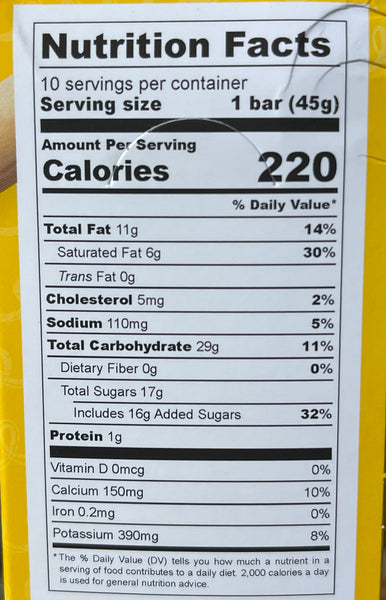 Nutrition Facts
10 servings per container
Serving size 1 bar (45g)
Amount Per Serving
Calories 220
% Daily Value*
Total Fat 11g 14%
Saturated Fat 6g 30%
Trans Fat 0g
Cholesterol 5mg 2%
Sodium 110mg 5%
Total Carbohydrate 29g 11%
Dietary Fiber 0g 0%
Total Sugars 17g
Includes 16g Added Sugars 32%
Protein 1g
Vitamin D 0mcg 0%
Calcium 150mg 10%
Iron 0.2mg 0%
Potassium 390mg 8%
*The % Daily Value (DV) tells you how much a nutrient in a
serving of food contributes to a daily diet. 2,000 calories a day
is used for general nutrition advice.